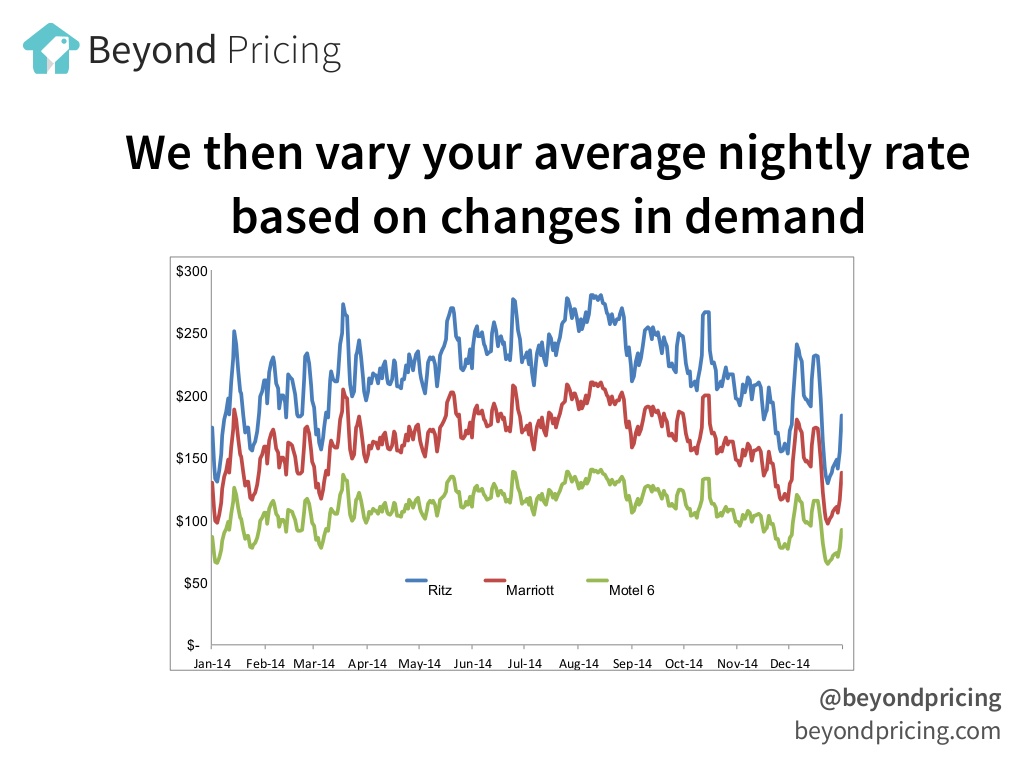 Beyond Pricing
We then vary your average nightly rate
based on changes in demand
$300
$250
$200
$150
$100
$50
$-
Ritz
Marriott
Motel 6
Jan-14 Feb-14 Mar-14 Apr-14 May-14 Jun-14 Jul-14 Aug-14 Sep-14 Oct-14 Nov-14 Dec-14
@beyondpricing
beyondpricing.com